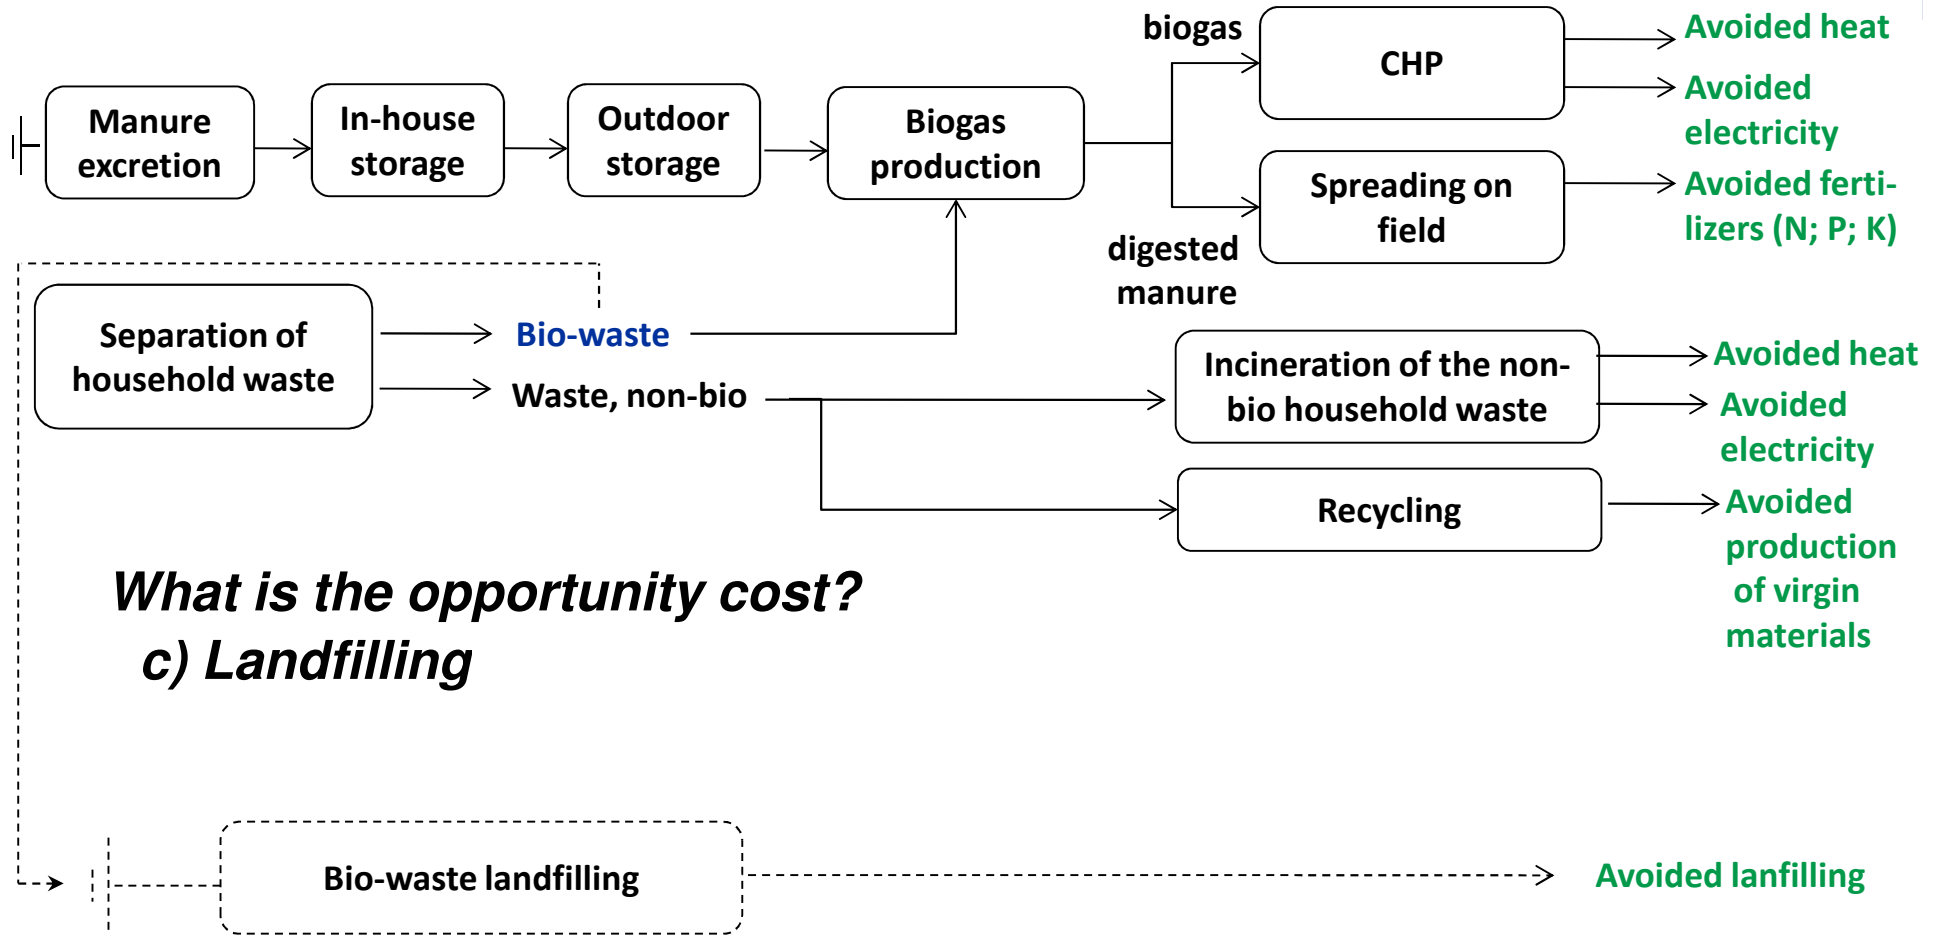 biogas
CHP
Avoided heat
Avoided
electricity
Manure
excretion
In-house
storage
Outdoor
storage
Biogas
production
Spreading on
field
Avoided ferti-
lizers (N; P; K)
digested
manure
Separation of
household waste
Bio-waste
Waste, non-bio
Incineration of the non-
bio household waste
Avoided heat
Avoided
electricity
Recycling
Avoided
production
of virgin
materials
What is the opportunity cost?
c) Landfilling
Bio-waste landfilling
Avoided lanfilling